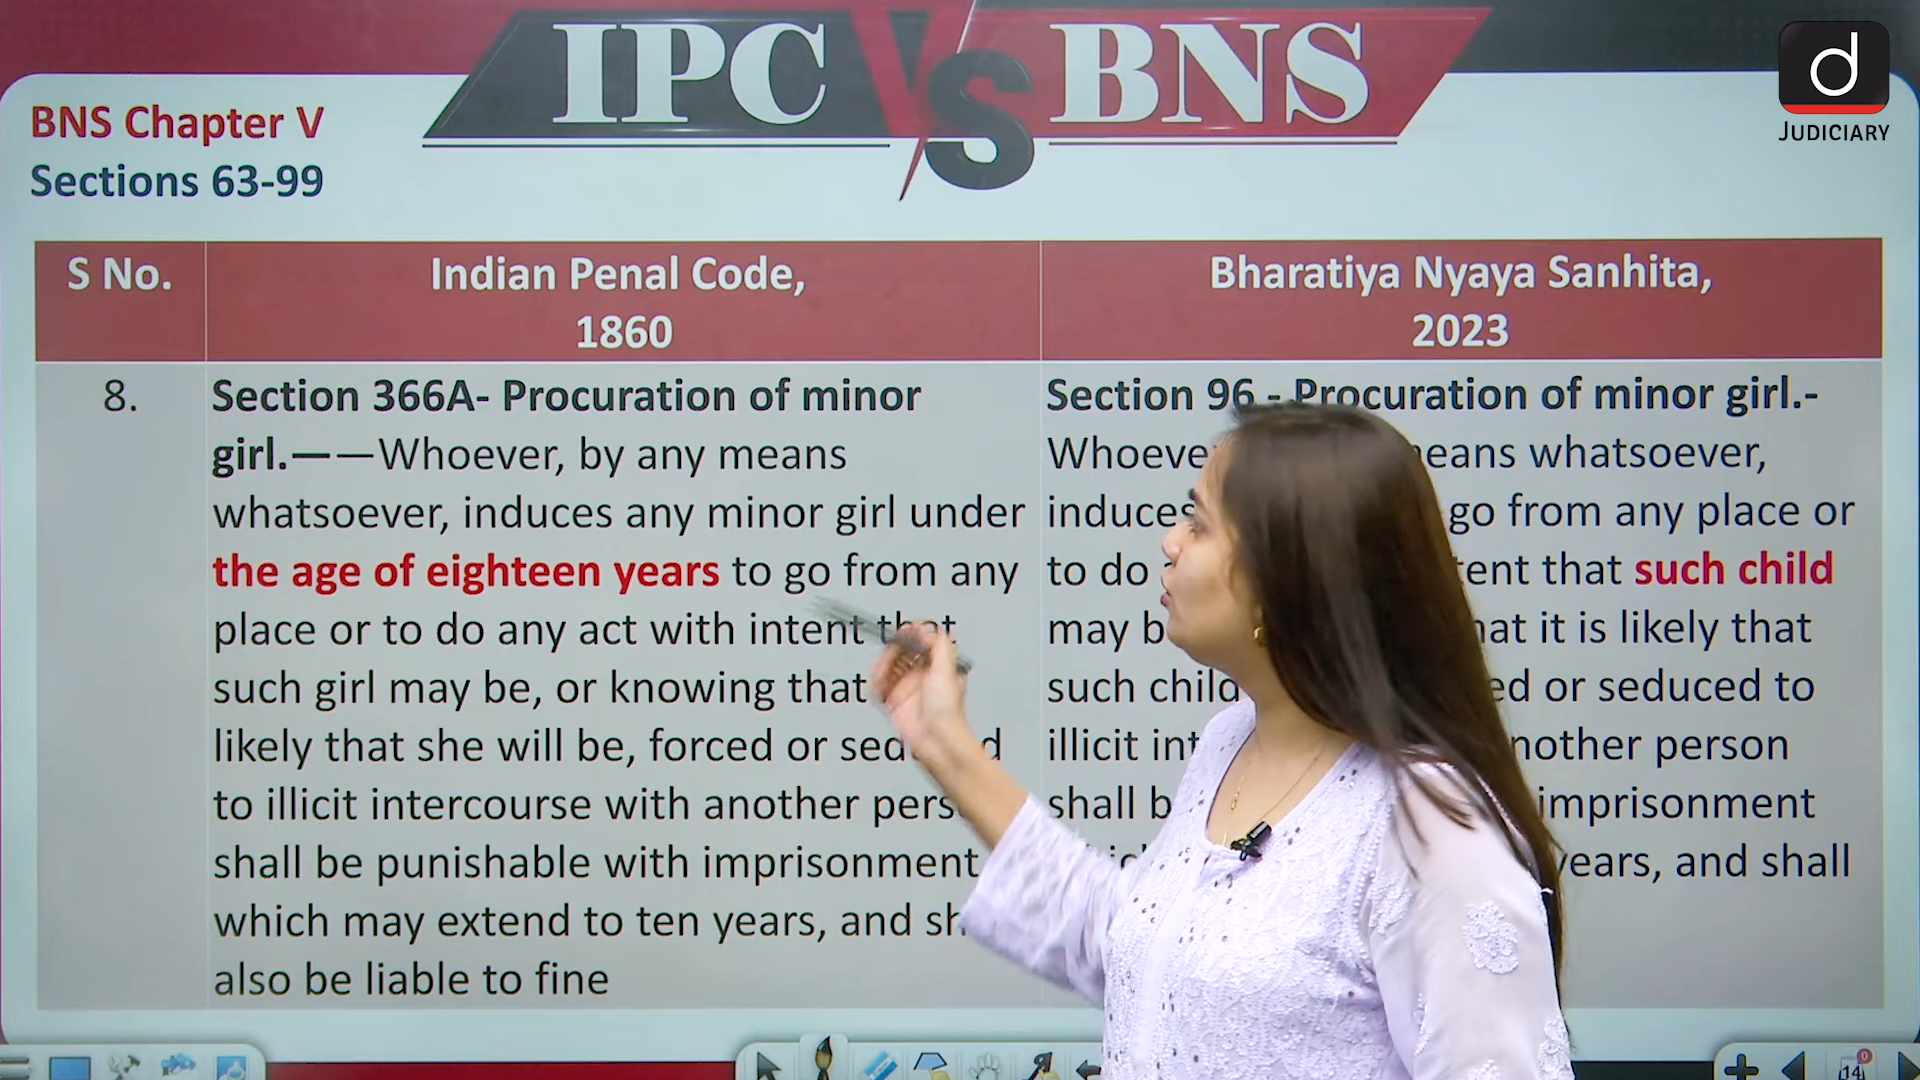 IPC VS BNS
d
JUDICIARY
BNS Chapter V
Sections 63-99
S No.
Indian Penal Code,
1860
Bharatiya Nyaya Sanhita,
2023
8.
Section 366A- Procuration of minor
girl.——Whoever, by any means
whatsoever, induces any minor girl under
the age of eighteen years to go from any
place or to do any act with intent that
such girl may be, or knowing that
likely that she will be, forced or
to illicit intercourse with another
shall be punishable with imprisonment
which may extend to ten years, and
also be liable to fine
Section 96 - Procuration of minor girl.-
whatsoever,
go from any place or
to do that such child
may it is likely that
such child or seduced to
illicit person
shall imprisonment
years, and shall
14
0